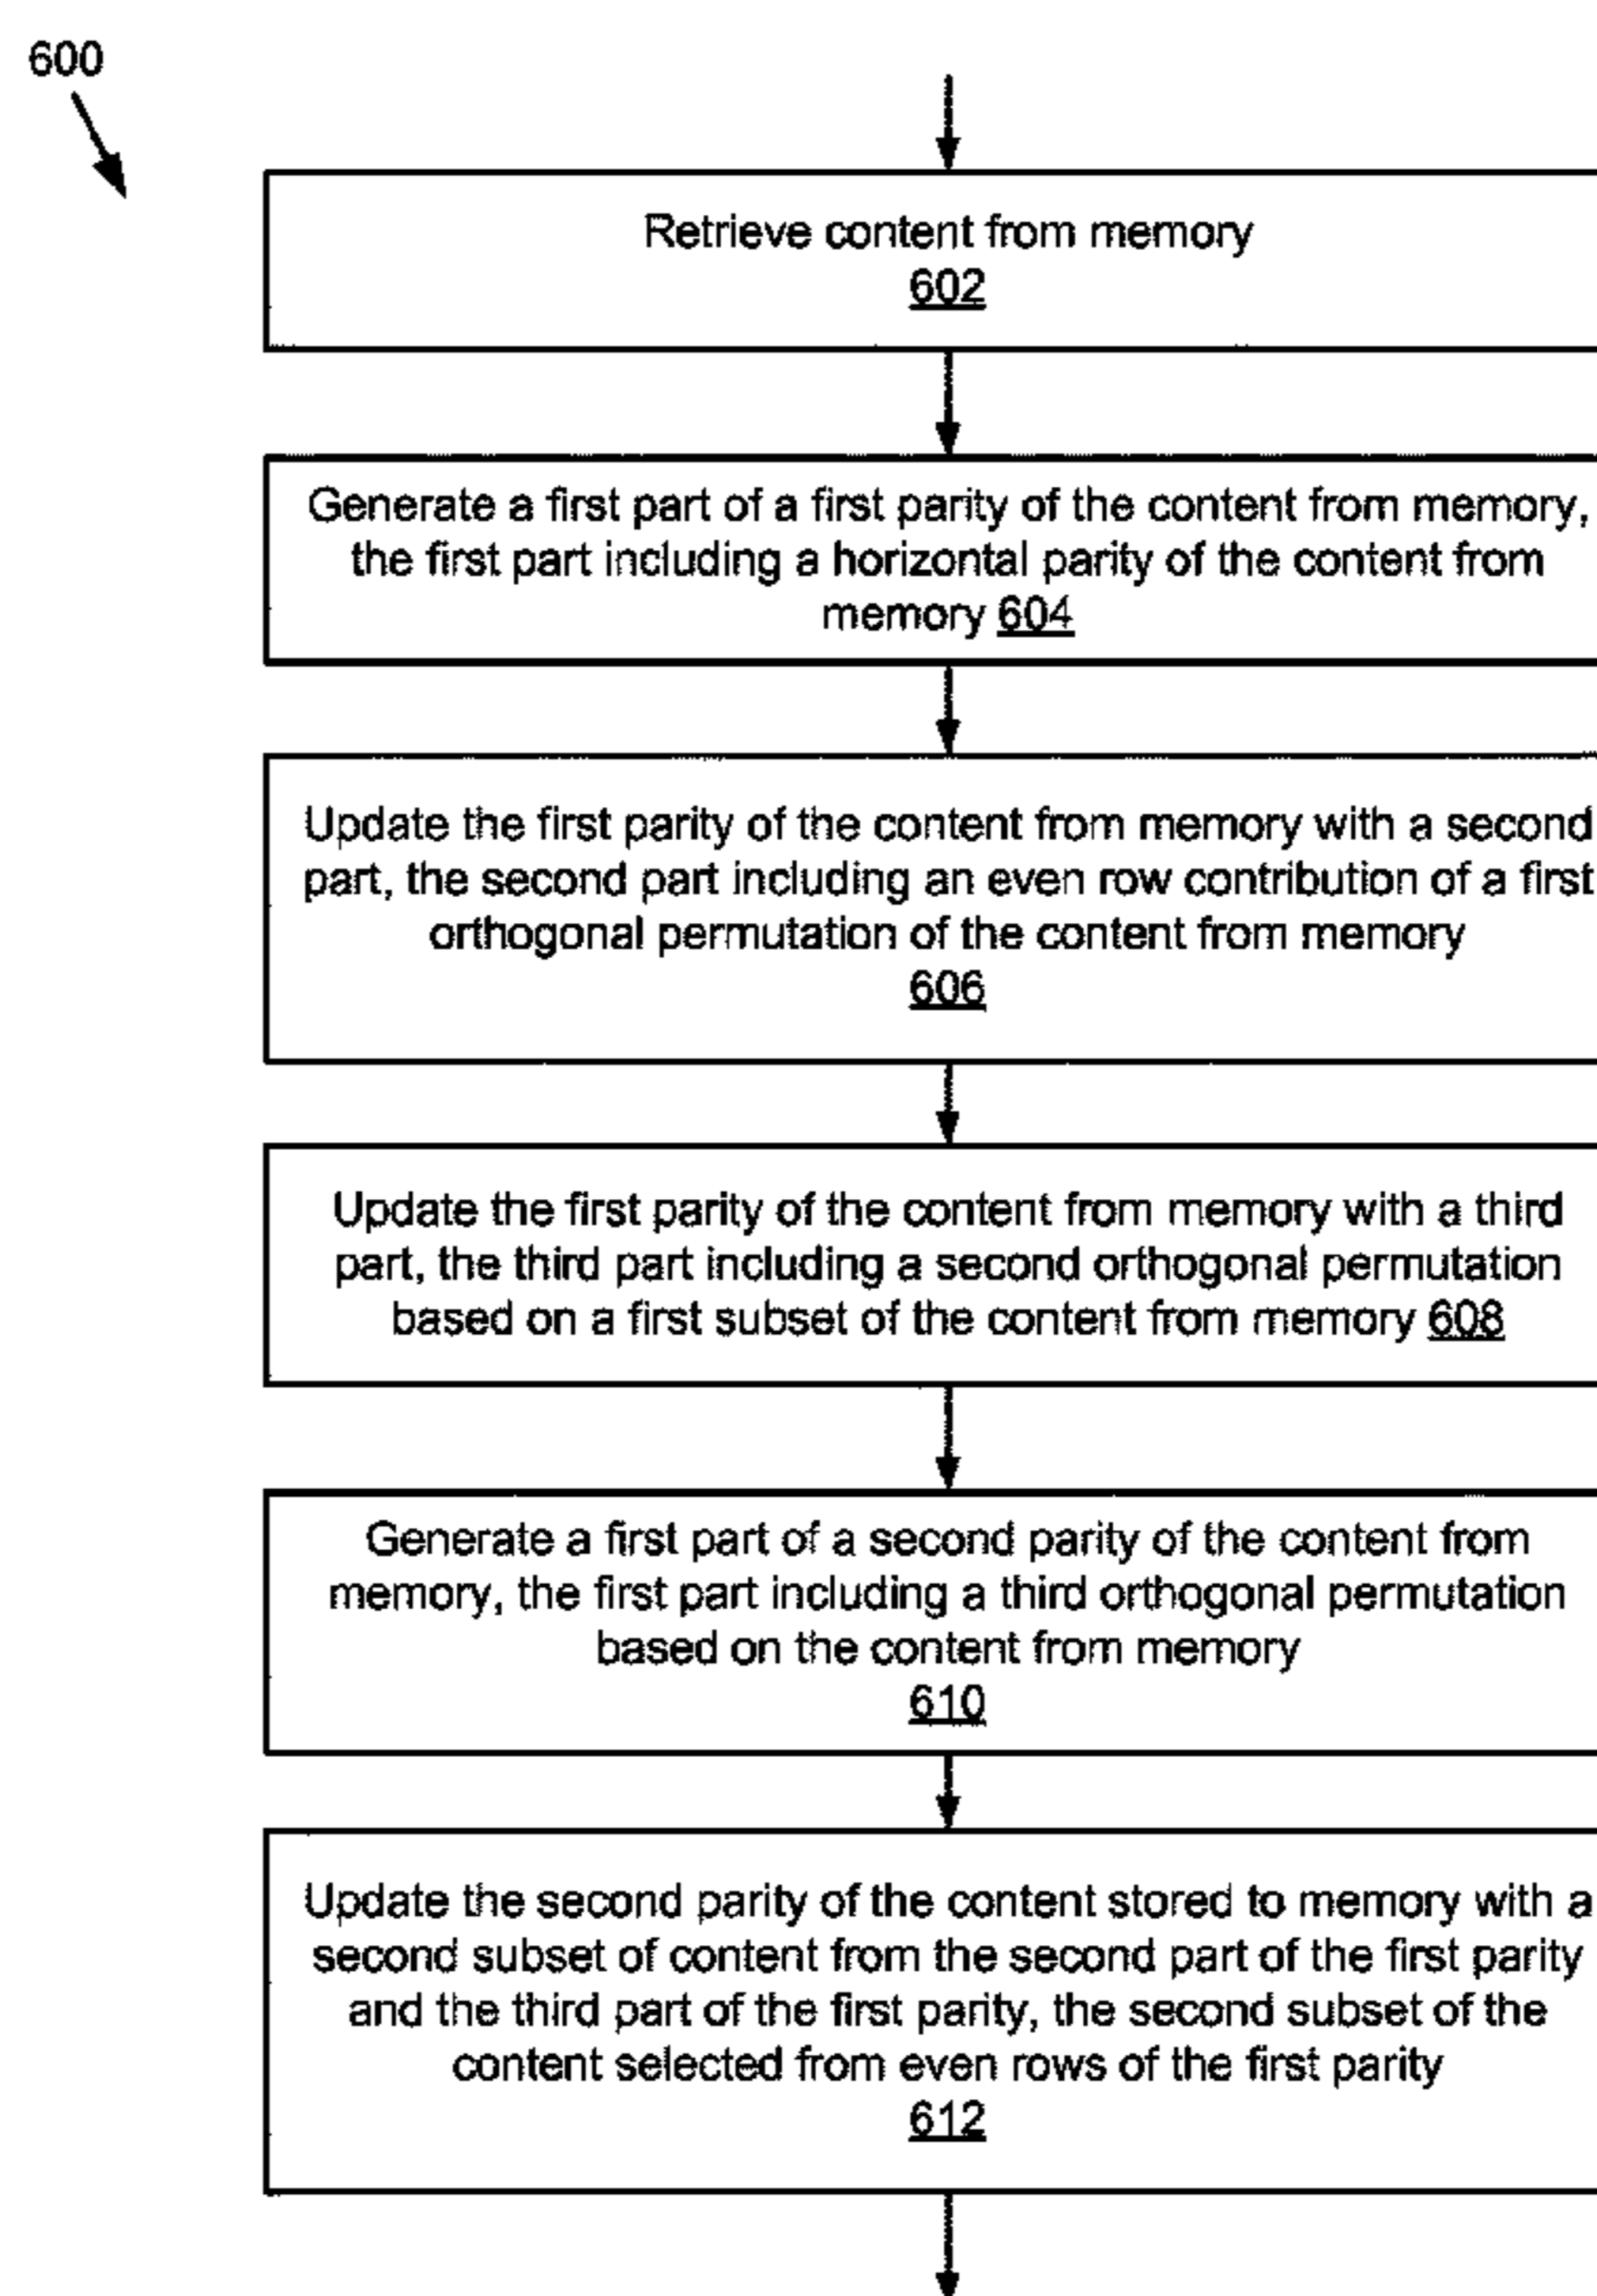 600
Retrieve content from memory
602
Generate a first part of a first parity of the content from memory,
the first part including a horizontal parity of the content from
memory 604
Update the first parity of the content from memory with a second
part, the second part including an even row contribution of a first
orthogonal permutation of the content from memory
606
Update the first parity of the content from memory with a third
part, the third part including a second orthogonal permutation
based on a first subset of the content from memory 608
Generate a first part of a second parity of the content from
memory, the first part including a third orthogonal permutation
based on the content from memory
610
Update the second parity of the content stored to memory with a
second subset of content from the second part of the first parity
and the third part of the first parity, the second subset of the
content selected from even rows of the first parity
612